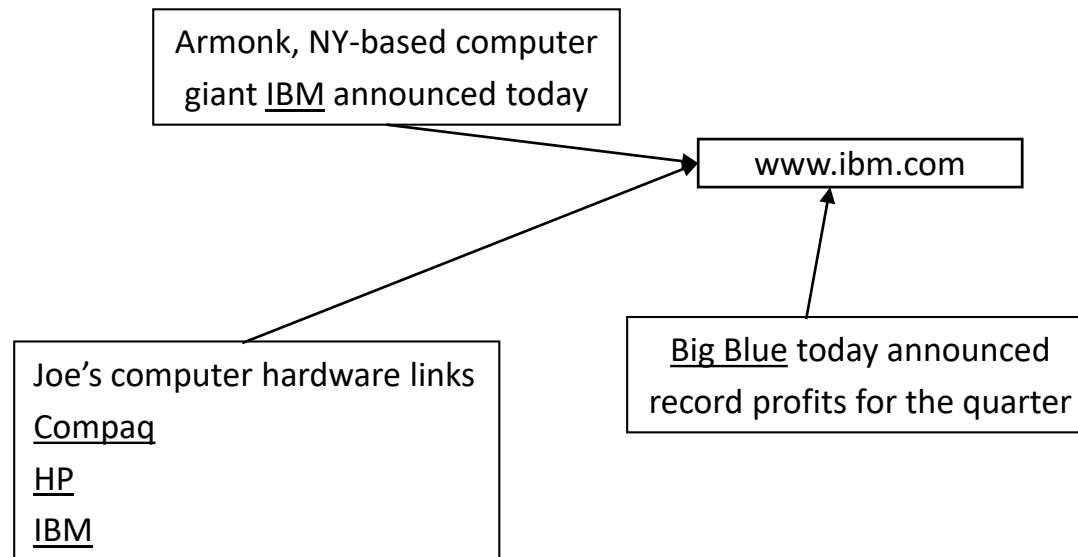 Armonk, NY-based computer
giant IBM announced today
www.ibm.com
Big Blue today announced
record profits for the quarter
Joe’s computer hardware links
Compaq
HP
IBM